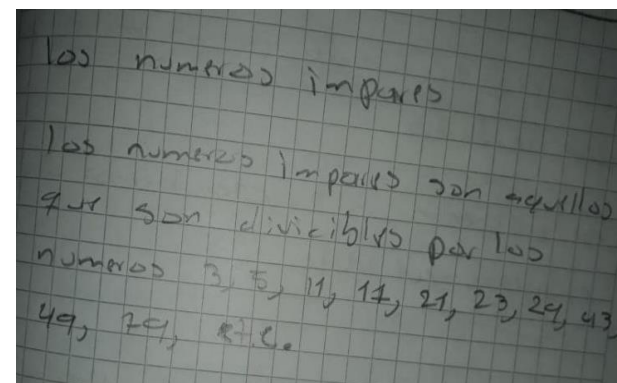 los numeros impares
los numeros impares son aquellos
que son divicibles por los
numeros 3, 5, 11, 17, 21, 23, 29, 43,
49, 79, etc.